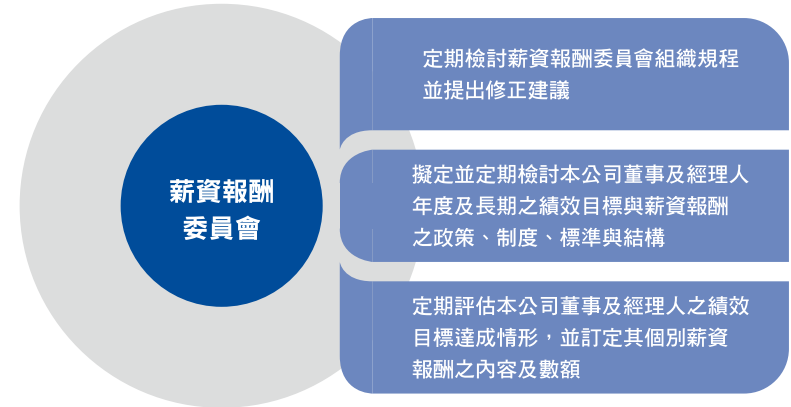 薪資報酬
委員會
定期檢討薪資報酬委員會組織規程
並提出修正建議
擬定並定期檢討本公司董事及經理人
年度及長期之績效目標與薪資報酬
之政策、制度、標準與結構
定期評估本公司董事及經理人之績效
目標達成情形，並訂定其個別薪資
報酬之內容及數額